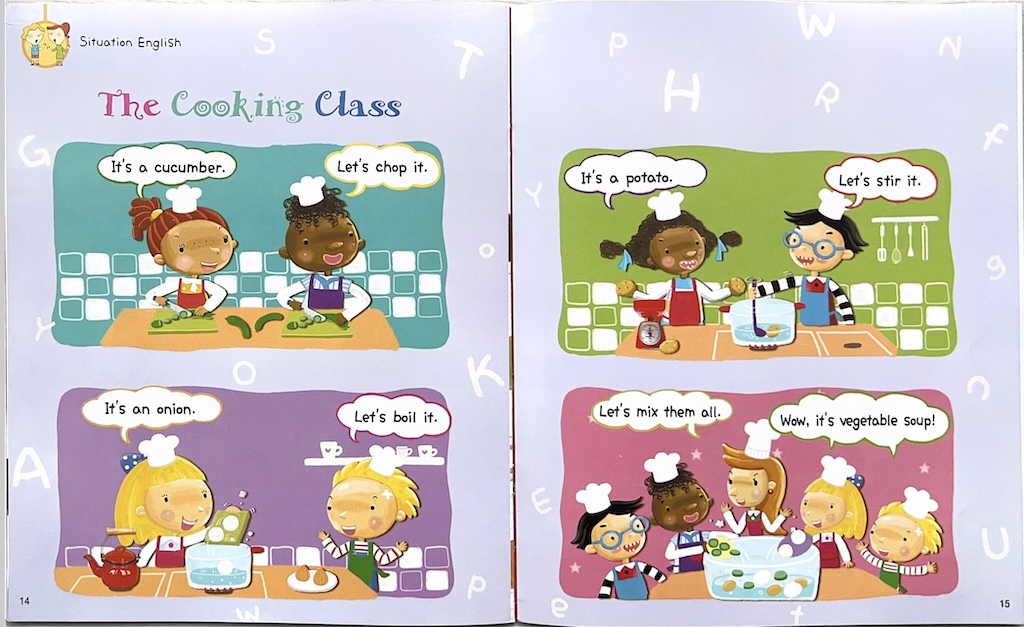 Situation English
The Cooking Class
It's a cucumber.
Let's chop it.
It's an onion.
Let's boil it.
14
It's a potato.
Let's stir it.
Let's mix them all.
Wow, it's vegetable soup!
15
S
T
G
Y
O
K
A
W
P
P
W
N
H
R
f
Y
o
g
E
U
e
t